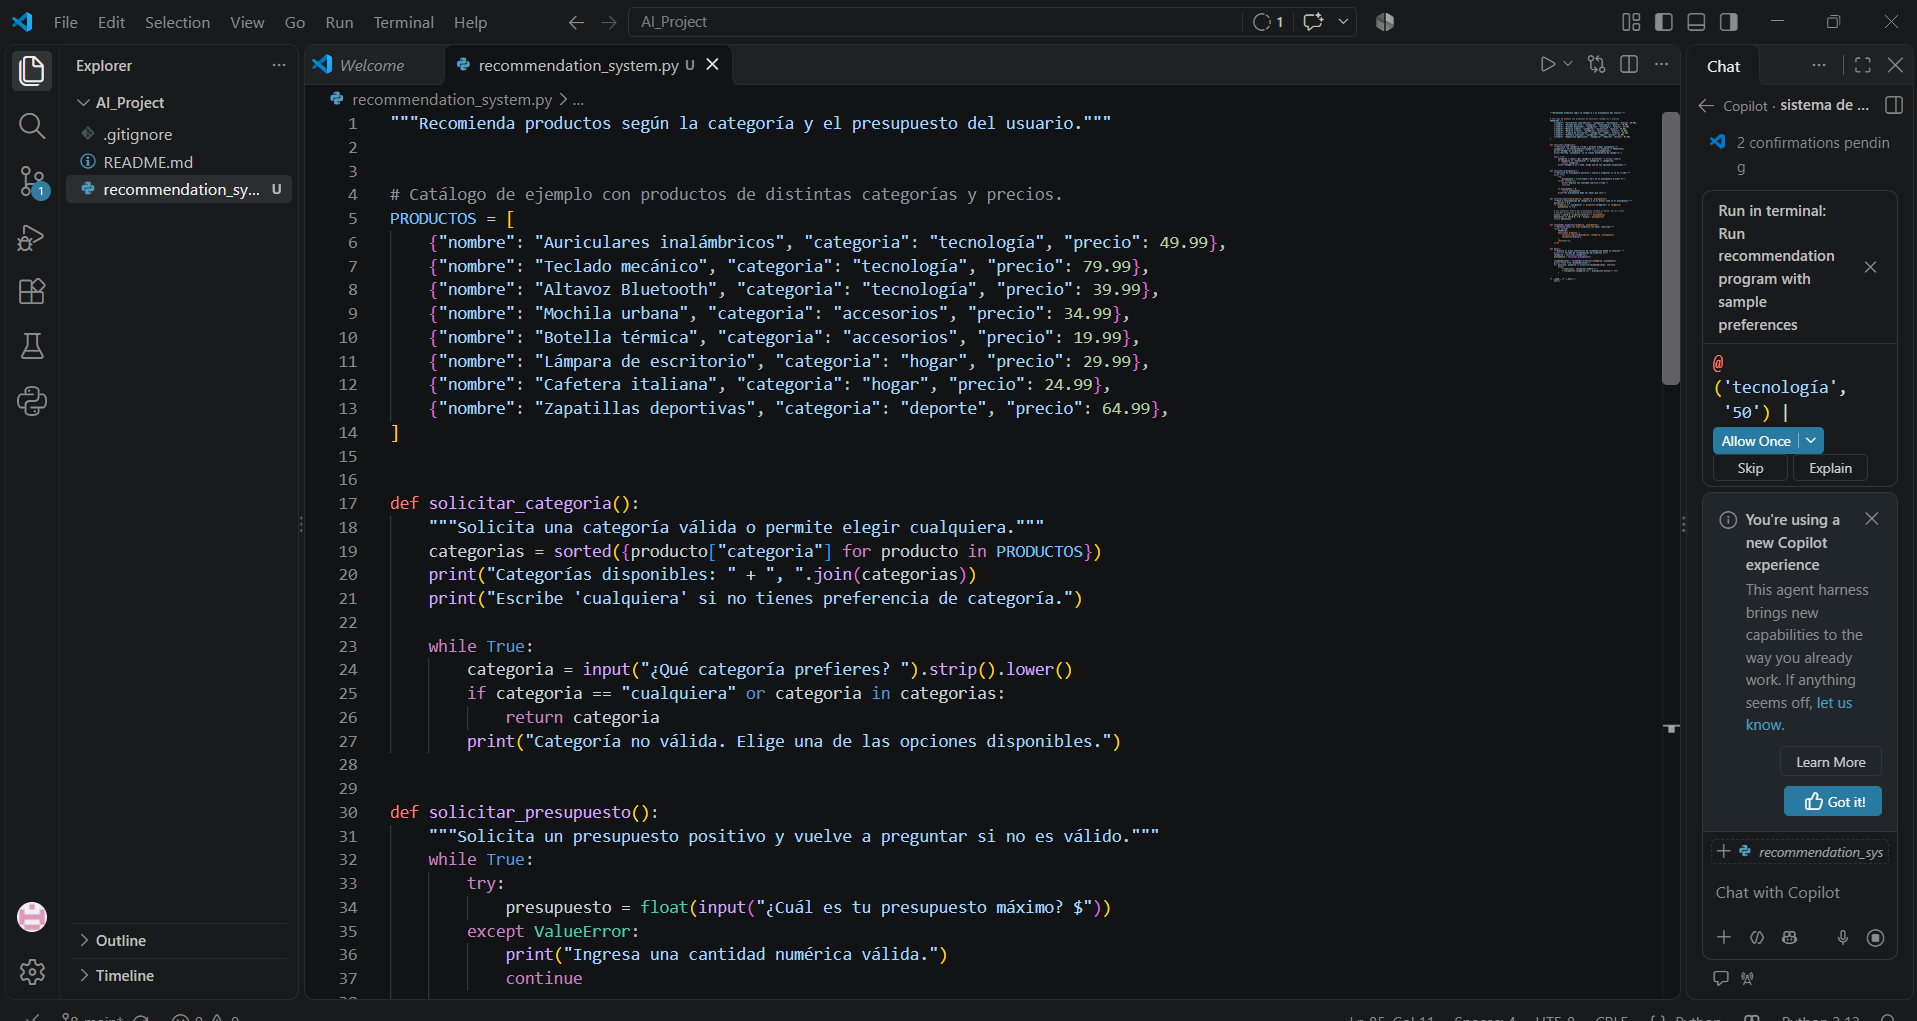 File Edit Selection View Go Run Terminal Help
AI_Project
1
Explorer
AI_Project
.gitignore
README.md
recommendation_sy... U
1
Outline
Timeline
Welcome
recommendation_system.py U
recommendation_system.py > ...
1 """Recomienda productos según la categoría y el presupuesto del usuario."""
2
3
4 # Catálogo de ejemplo con productos de distintas categorías y precios.
5 PRODUCTOS = [
6 {"nombre": "Auriculares inalámbricos", "categoria": "tecnología", "precio": 49.99},
7 {"nombre": "Teclado mecánico", "categoria": "tecnología", "precio": 79.99},
8 {"nombre": "Altavoz Bluetooth", "categoria": "tecnología", "precio": 39.99},
9 {"nombre": "Mochila urbana", "categoria": "accesorios", "precio": 34.99},
10 {"nombre": "Botella térmica", "categoria": "accesorios", "precio": 19.99},
11 {"nombre": "Lámpara de escritorio", "categoria": "hogar", "precio": 29.99},
12 {"nombre": "Cafetera italiana", "categoria": "hogar", "precio": 24.99},
13 {"nombre": "Zapatillas deportivas", "categoria": "deporte", "precio": 64.99},
14 ]
15
16
17 def solicitar_categoria():
18 """Solicita una categoría válida o permite elegir cualquiera."""
19 categorias = sorted({producto["categoria"] for producto in PRODUCTOS})
20 print("Categorías disponibles: " + ", ".join(categorias))
21 print("Escribe 'cualquiera' si no tienes preferencia de categoría.")
22
23 while True:
24 categoria = input("¿Qué categoría prefieres? ").strip().lower()
25 if categoria == "cualquiera" or categoria in categorias:
26 return categoria
27 print("Categoría no válida. Elige una de las opciones disponibles.")
28
29
30 def solicitar_presupuesto():
31 """Solicita un presupuesto positivo y vuelve a preguntar si no es válido."""
32 while True:
33 try:
34 presupuesto = float(input("¿Cuál es tu presupuesto máximo? $"))
35 except ValueError:
36 print("Ingresa una cantidad numérica válida.")
37 continue
Chat
Copilot · sistema de ...
2 confirmations pendin
g
Run in terminal:
Run
recommendation
program with
sample
preferences
@
('tecnología',
'50') |
Allow Once
Skip Explain
You're using a
new Copilot
experience
This agent harness
brings new
capabilities to the
way you already
work. If anything
seems off, let us
know.
Learn More
Got it!
recommendation_sys
Chat with Copilot